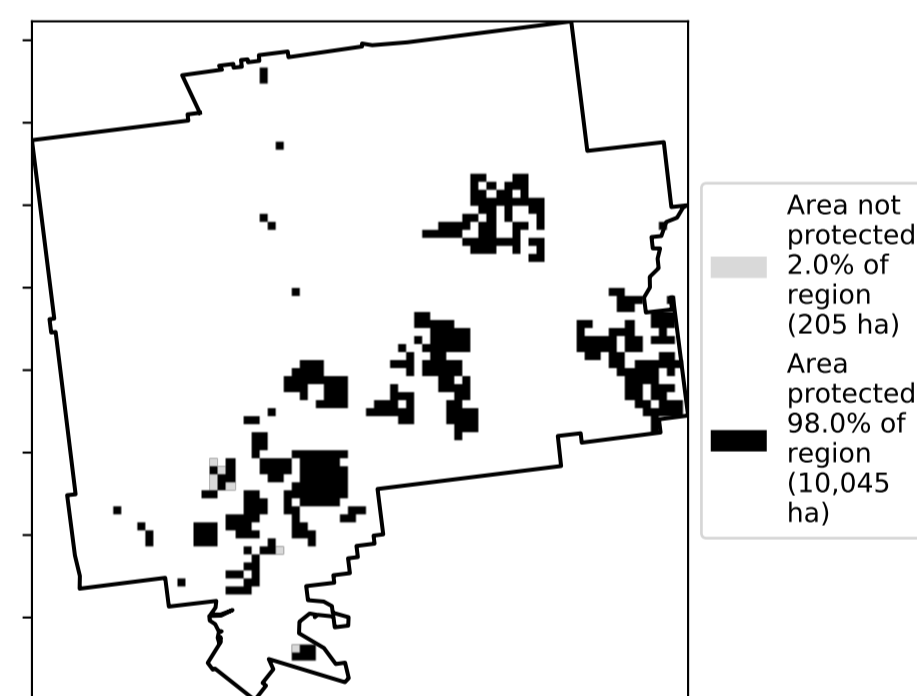 Area not
protected
2.0% of
region
(205 ha)
Area
protected
98.0% of
region
(10,045
ha)